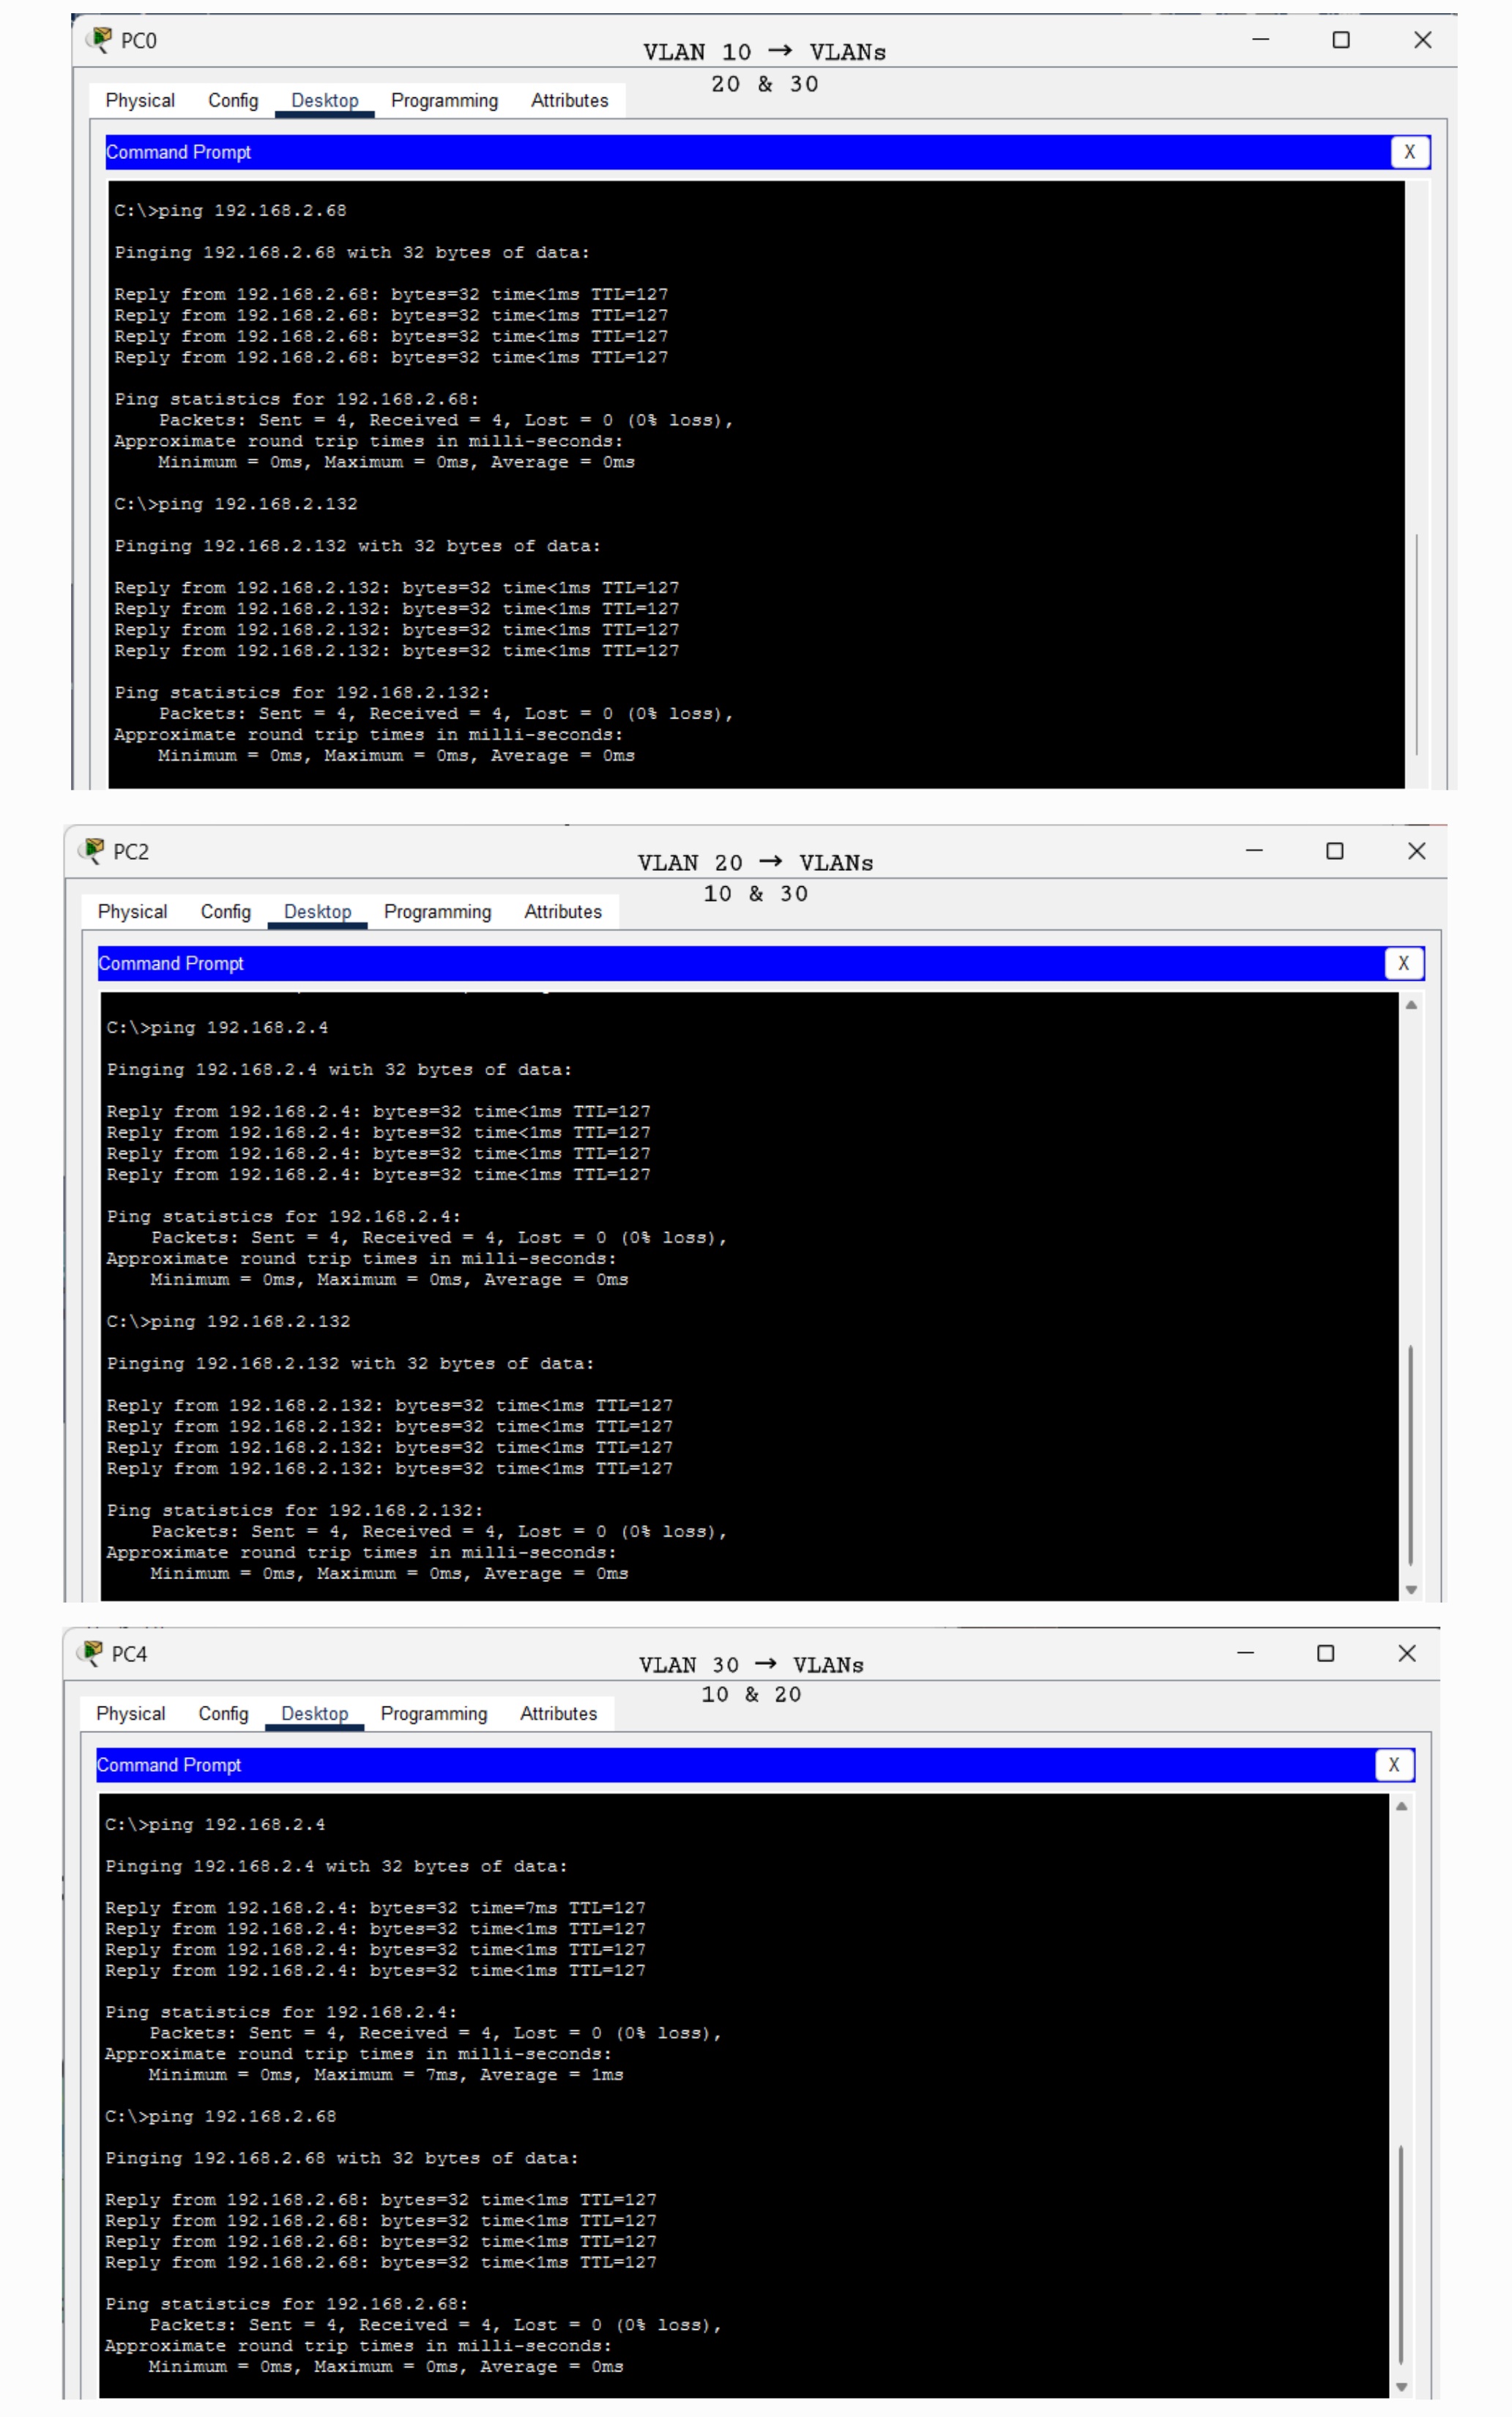 PC0
VLAN 10 → VLANs
20 & 30
Physical Config Desktop Programming Attributes
Command Prompt X
C:\>ping 192.168.2.68
Pinging 192.168.2.68 with 32 bytes of data:
Reply from 192.168.2.68: bytes=32 time<1ms TTL=127
Reply from 192.168.2.68: bytes=32 time<1ms TTL=127
Reply from 192.168.2.68: bytes=32 time<1ms TTL=127
Reply from 192.168.2.68: bytes=32 time<1ms TTL=127
Ping statistics for 192.168.2.68:
Packets: Sent = 4, Received = 4, Lost = 0 (0% loss),
Approximate round trip times in milli-seconds:
Minimum = 0ms, Maximum = 0ms, Average = 0ms
C:\>ping 192.168.2.132
Pinging 192.168.2.132 with 32 bytes of data:
Reply from 192.168.2.132: bytes=32 time<1ms TTL=127
Reply from 192.168.2.132: bytes=32 time<1ms TTL=127
Reply from 192.168.2.132: bytes=32 time<1ms TTL=127
Reply from 192.168.2.132: bytes=32 time<1ms TTL=127
Ping statistics for 192.168.2.132:
Packets: Sent = 4, Received = 4, Lost = 0 (0% loss),
Approximate round trip times in milli-seconds:
Minimum = 0ms, Maximum = 0ms, Average = 0ms
PC2
VLAN 20 → VLANs
10 & 30
Physical Config Desktop Programming Attributes
Command Prompt X
C:\>ping 192.168.2.4
Pinging 192.168.2.4 with 32 bytes of data:
Reply from 192.168.2.4: bytes=32 time<1ms TTL=127
Reply from 192.168.2.4: bytes=32 time<1ms TTL=127
Reply from 192.168.2.4: bytes=32 time<1ms TTL=127
Reply from 192.168.2.4: bytes=32 time<1ms TTL=127
Ping statistics for 192.168.2.4:
Packets: Sent = 4, Received = 4, Lost = 0 (0% loss),
Approximate round trip times in milli-seconds:
Minimum = 0ms, Maximum = 0ms, Average = 0ms
C:\>ping 192.168.2.132
Pinging 192.168.2.132 with 32 bytes of data:
Reply from 192.168.2.132: bytes=32 time<1ms TTL=127
Reply from 192.168.2.132: bytes=32 time<1ms TTL=127
Reply from 192.168.2.132: bytes=32 time<1ms TTL=127
Reply from 192.168.2.132: bytes=32 time<1ms TTL=127
Ping statistics for 192.168.2.132:
Packets: Sent = 4, Received = 4, Lost = 0 (0% loss),
Approximate round trip times in milli-seconds:
Minimum = 0ms, Maximum = 0ms, Average = 0ms
PC4
VLAN 30 → VLANs
10 & 20
Physical Config Desktop Programming Attributes
Command Prompt X
C:\>ping 192.168.2.4
Pinging 192.168.2.4 with 32 bytes of data:
Reply from 192.168.2.4: bytes=32 time=7ms TTL=127
Reply from 192.168.2.4: bytes=32 time<1ms TTL=127
Reply from 192.168.2.4: bytes=32 time<1ms TTL=127
Reply from 192.168.2.4: bytes=32 time<1ms TTL=127
Ping statistics for 192.168.2.4:
Packets: Sent = 4, Received = 4, Lost = 0 (0% loss),
Approximate round trip times in milli-seconds:
Minimum = 0ms, Maximum = 7ms, Average = 1ms
C:\>ping 192.168.2.68
Pinging 192.168.2.68 with 32 bytes of data:
Reply from 192.168.2.68: bytes=32 time<1ms TTL=127
Reply from 192.168.2.68: bytes=32 time<1ms TTL=127
Reply from 192.168.2.68: bytes=32 time<1ms TTL=127
Reply from 192.168.2.68: bytes=32 time<1ms TTL=127
Ping statistics for 192.168.2.68:
Packets: Sent = 4, Received = 4, Lost = 0 (0% loss),
Approximate round trip times in milli-seconds:
Minimum = 0ms, Maximum = 0ms, Average = 0ms